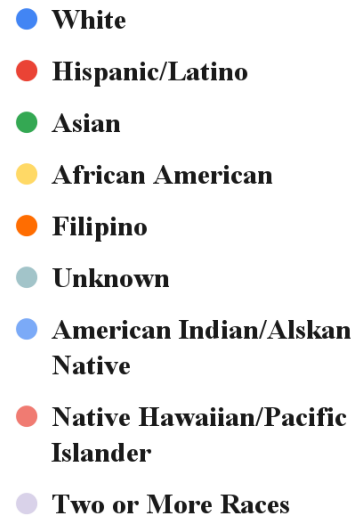 White
Hispanic/Latino
Asian
African American
Filipino
Unknown
American Indian/Alskan
Native
Native Hawaiian/Pacific
Islander
Two or More Races